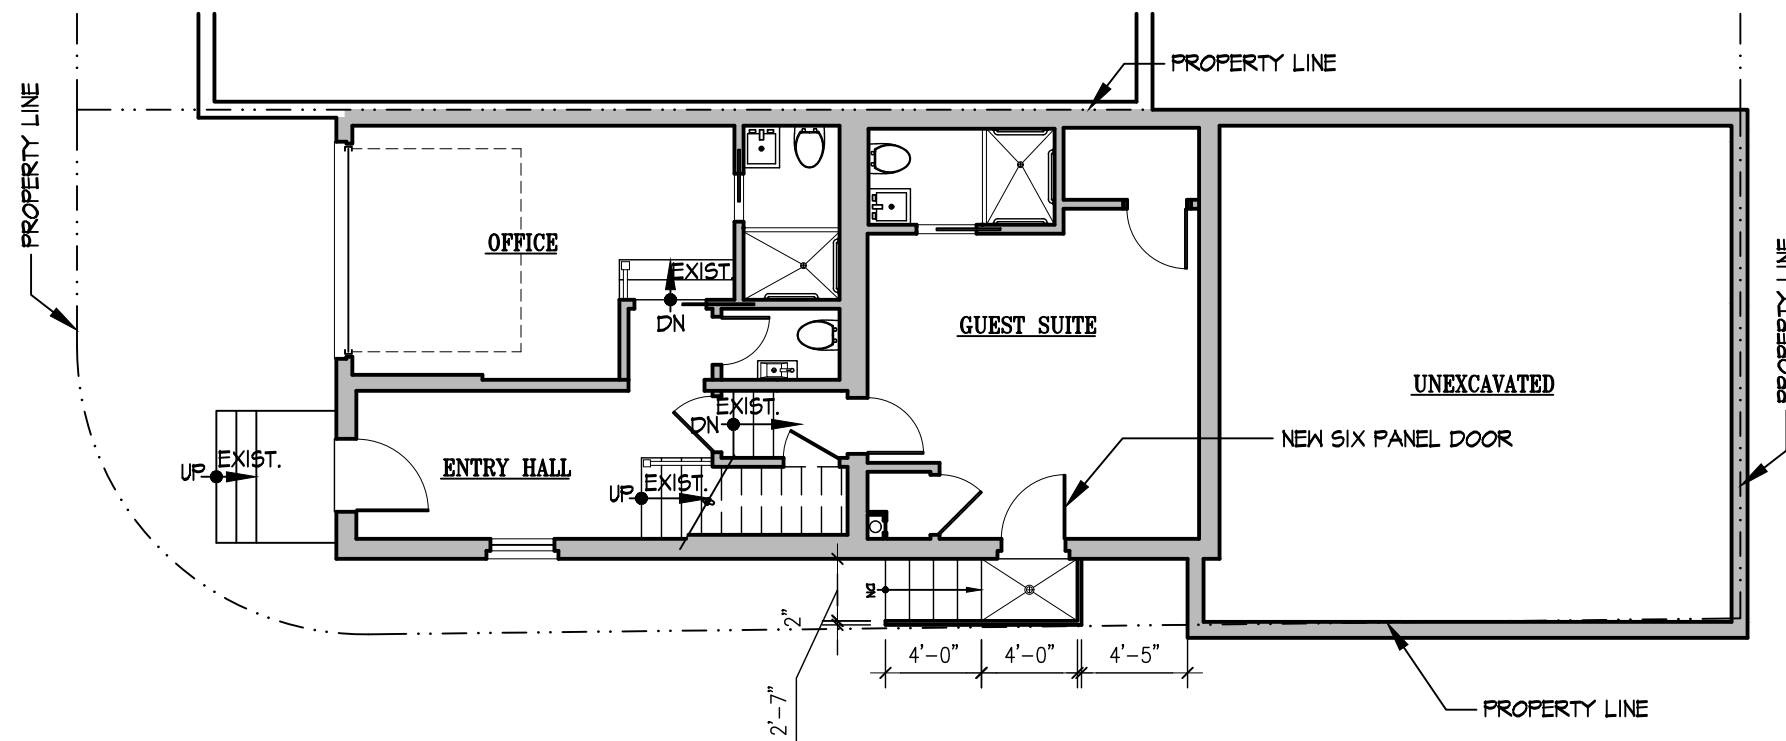 PROPERTY LINE
PROPERTY LINE
OFFICE
EXIST.
DN
GUEST SUITE
PROPERTY LINE
UNEXCAVATED
EXIST.
DN
NEW SIX PANEL DOOR
UP
EXIST.
ENTRY HALL
UP
EXIST.
DN
2"
4'-0"
4'-0"
4'-5"
2'-7"
PROPERTY LINE